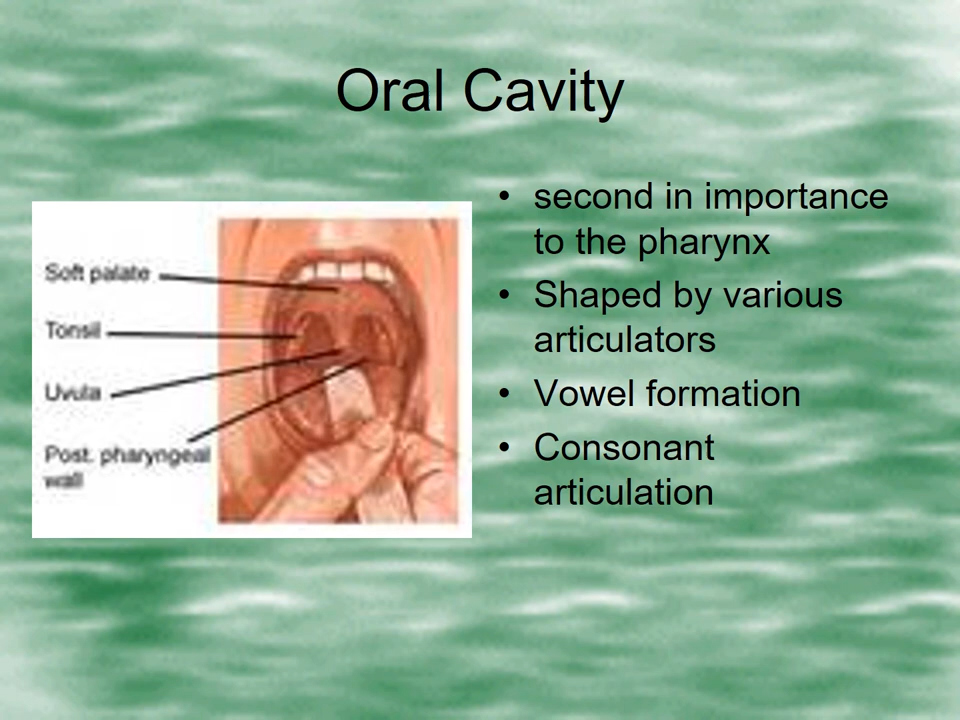 Oral Cavity
Soft palate
Tonsil
Uvula
Post. pharyngeal
wall
• second in importance
to the pharynx
• Shaped by various
articulators
• Vowel formation
• Consonant
articulation